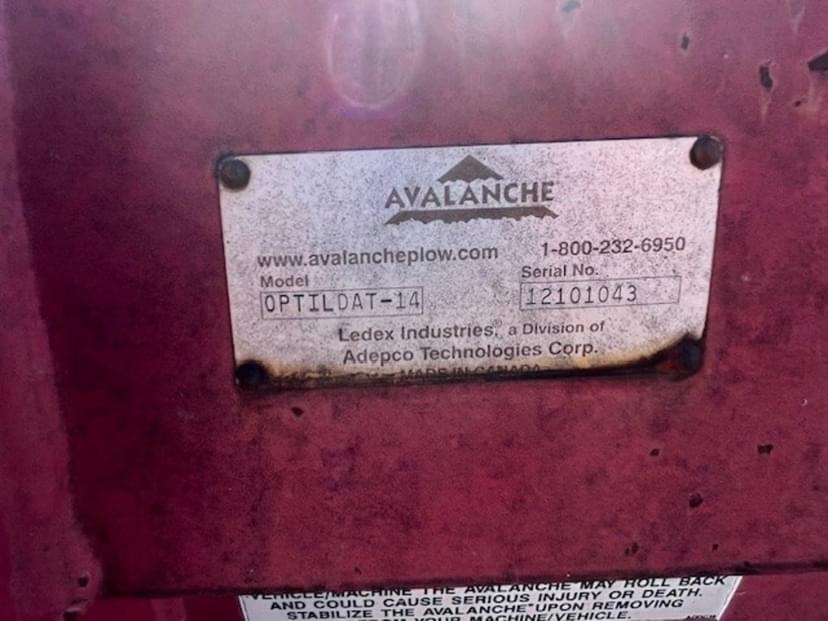 AVALANCHE
www.avalancheplow.com 1-800-232-6950
Model Serial No.
OPTILDAT-14 12101043
Ledex Industries, a Division of
Adepco Technologies Corp.
MADE IN CANADA
VEHICLE/MACHINE THE AVALANCHE MAY ROLL BACK
AND COULD CAUSE SERIOUS INJURY OR DEATH.
STABILIZE THE AVALANCHE UPON REMOVING
FROM YOUR MACHINE/VEHICLE.